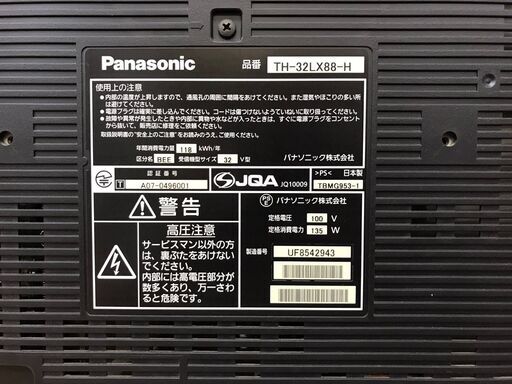 Panasonic
品番 TH-32LX88-H
使用上の注意
●内部の温度が上昇しますので、通風孔の周囲に間隔をあけてください。また湿気やほこりの多い所は避けてください。
●電源プラグは確実に差し込んでください。コードは傷つけないよういないように取り扱ってください。
●故障や異常が発生したときや内部に異物や水などが入ったときは、すぐに電源プラグをコンセントから抜いて、販売店に修理をご依頼ください。
取扱説明書の“安全上のご注意”をお読みのうえ、ご使用ください。
年間消費電力量 118 kWh/年
区分名 BEE 受信機型サイズ 32 V型
パナソニック株式会社
認証番号
T A07-0496001
JQA JQ10009
>PS< 日本製
TBMG953-1
警告
高圧注意
サービスマン以外の方は、裏ぶたをあけないでください。
内部には高電圧部分が数多くあり、万一さわると危険です。
PSE パナソニック株式会社
定格電圧 100 V
定格消費電力 135 W
製造番号 UF8542943